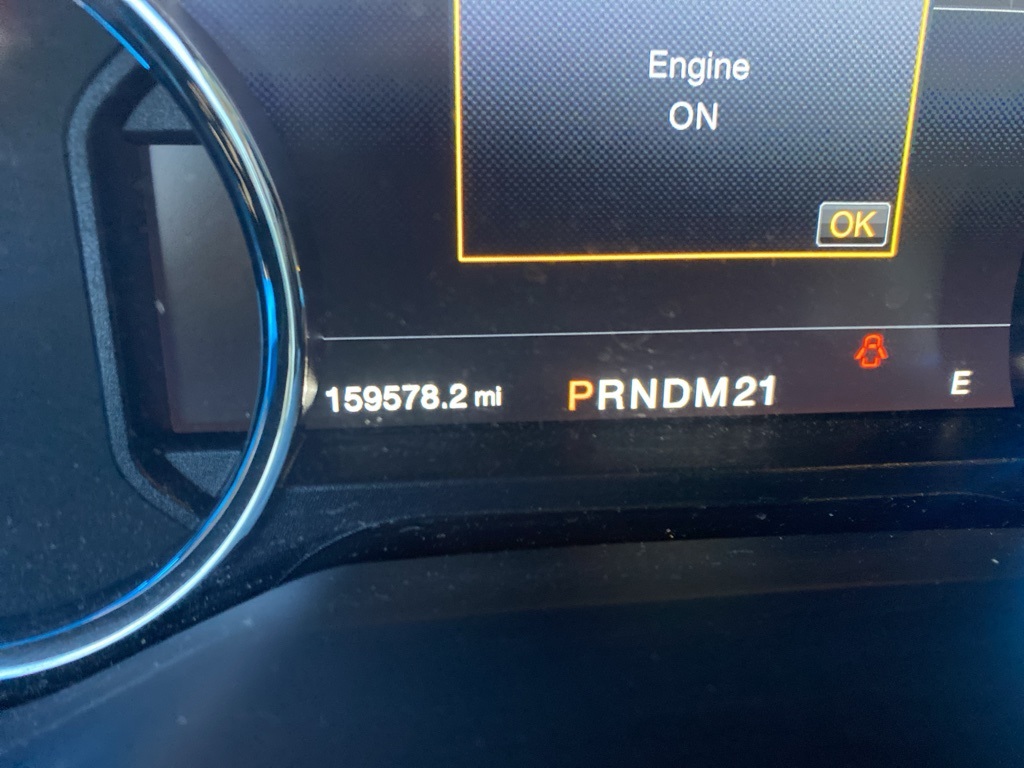 Engine
ON
OK
159578.2 mi PRNDM21 E